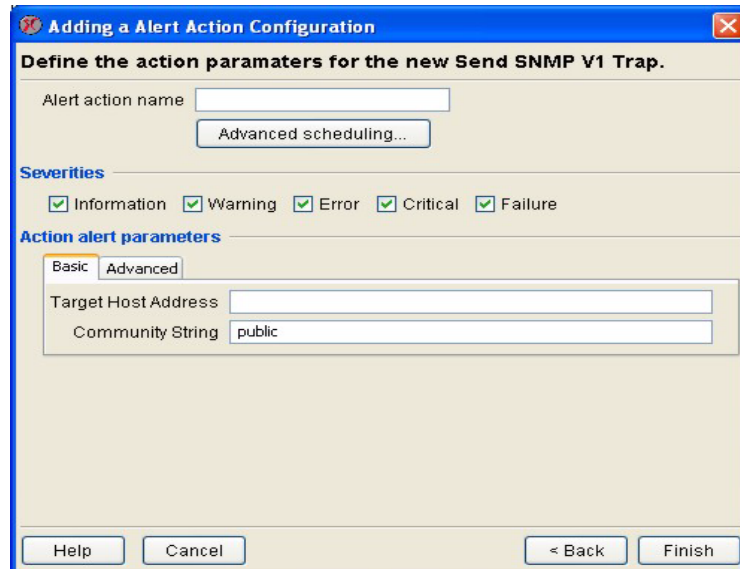 Adding a Alert Action Configuration
Define the action paramaters for the new Send SNMP V1 Trap.
Alert action name
Advanced scheduling...
Severities
Information Warning Error Critical Failure
Action alert parameters
Basic Advanced
Target Host Address
Community String public
Help Cancel < Back Finish